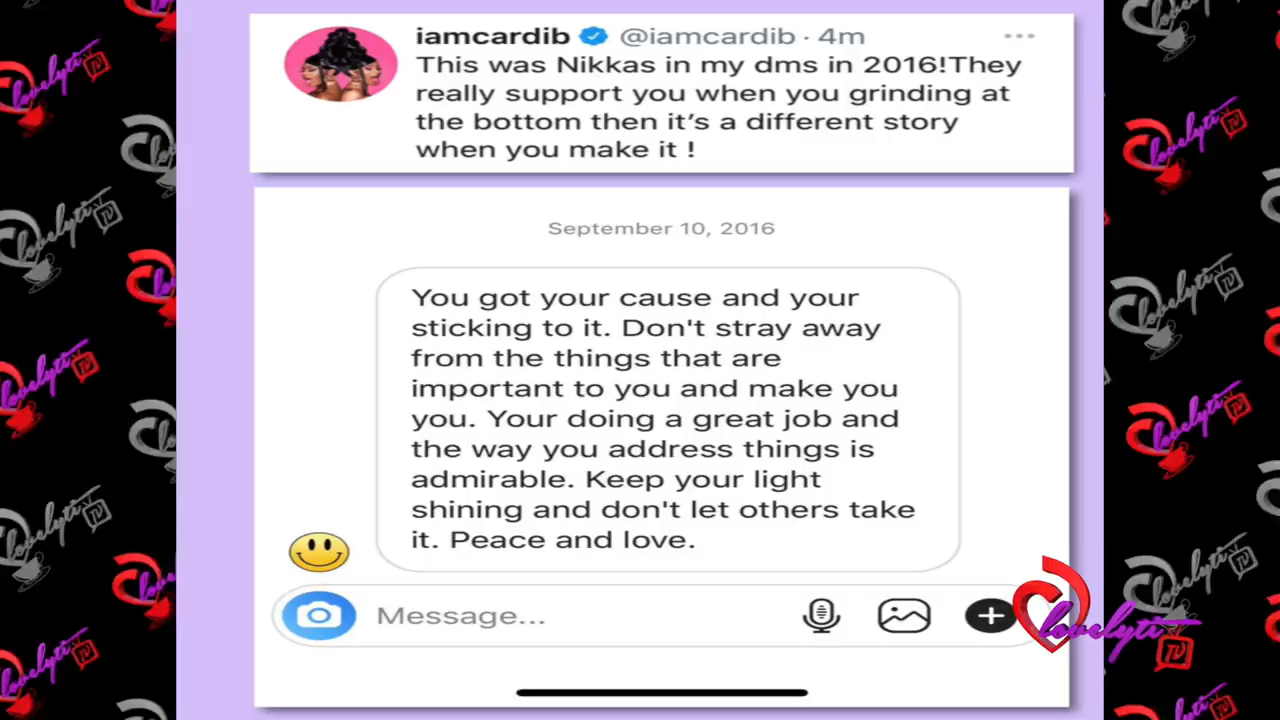 iamcardib @iamcardib · 4m
This was Nikkas in my dms in 2016!They
really support you when you grinding at
the bottom then it's a different story
when you make it !
September 10, 2016
You got your cause and your
sticking to it. Don't stray away
from the things that are
important to you and make you
you. Your doing a great job and
the way you address things is
admirable. Keep your light
shining and don't let others take
it. Peace and love.
Message...
lovelyti
TV